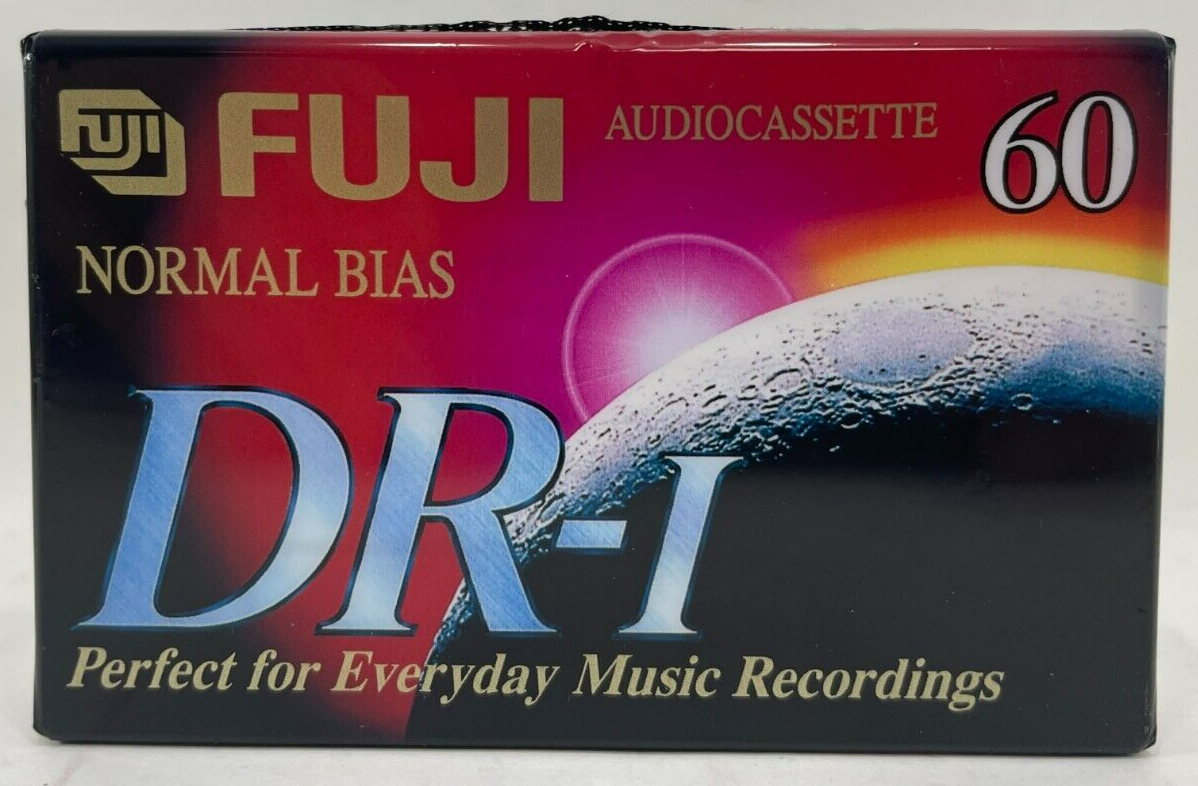 FUJI FUJI AUDIOCASSETTE 60
NORMAL BIAS
DR-I
Perfect for Everyday Music Recordings